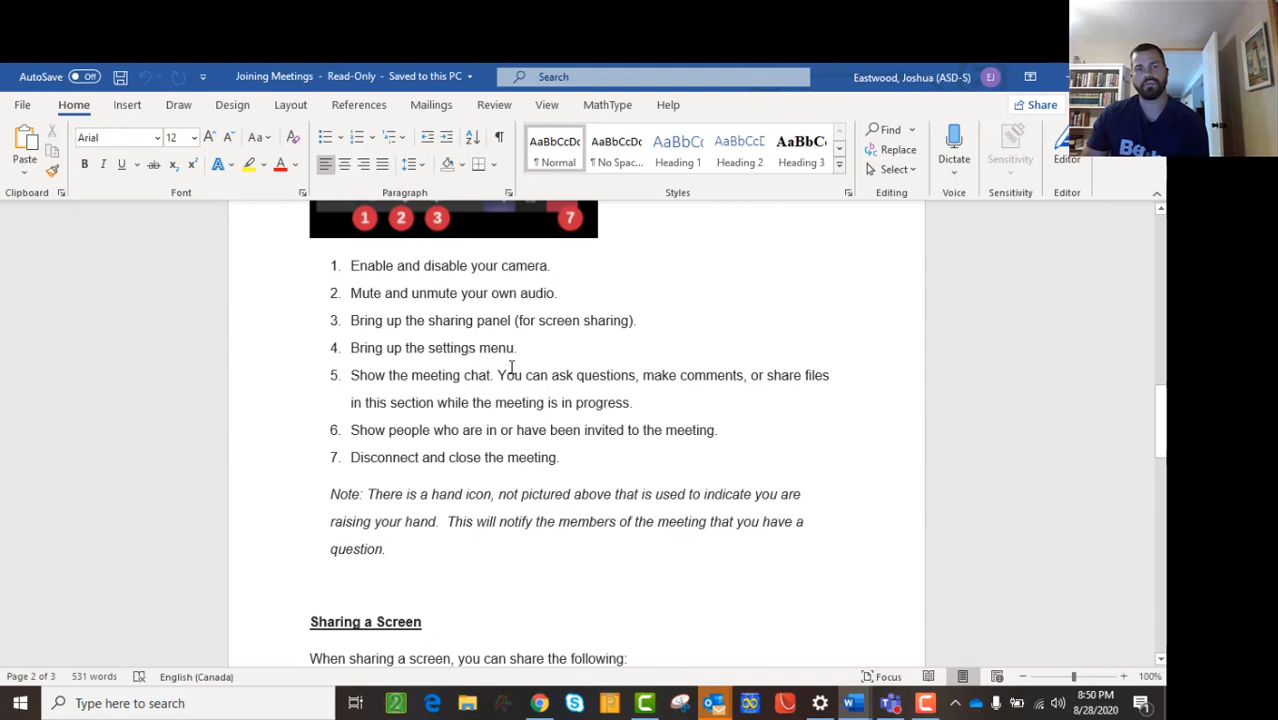 AutoSave Off Joining Meetings - Read-Only - Saved to this PC Search Eastwood, Joshua (ASD-S) EJ
File Home Insert Draw Design Layout References Mailings Review View MathType Help Share
Paste Arial 12 Aa AaBbCcDc AaBbCcDc AaBbC AaBbCcD AaBbC Find Replace Select Dictate Sensitivity Editor
B I U ab x₂ x² A A ¶ Normal ¶ No Spac... Heading 1 Heading 2 Heading 3
Clipboard Font Paragraph Styles Editing Voice Sensitivity Editor
1 2 3 7
1. Enable and disable your camera.
2. Mute and unmute your own audio.
3. Bring up the sharing panel (for screen sharing).
4. Bring up the settings menu.
5. Show the meeting chat. You can ask questions, make comments, or share files
in this section while the meeting is in progress.
6. Show people who are in or have been invited to the meeting.
7. Disconnect and close the meeting.
Note: There is a hand icon, not pictured above that is used to indicate you are
raising your hand. This will notify the members of the meeting that you have a
question.
Sharing a Screen
When sharing a screen, you can share the following:
Page 2 of 3 531 words English (Canada) Focus 100%
Type here to search 8:50 PM
8/28/2020